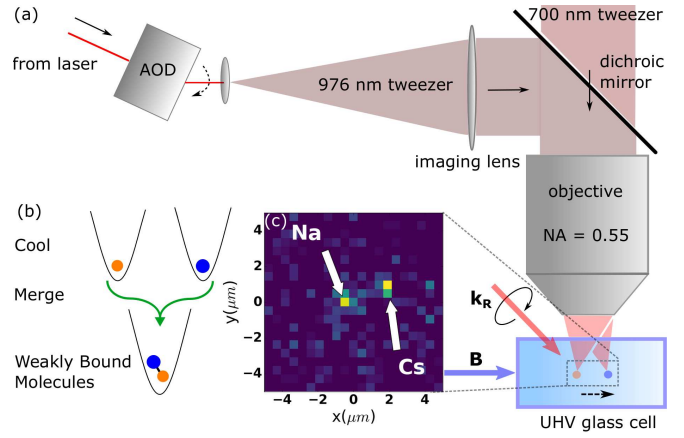 (a)
from laser
AOD
976 nm tweezer
700 nm tweezer
dichroic
mirror
imaging lens
objective
NA = 0.55
(b)
Cool
Merge
Weakly Bound
Molecules
(c)
Na
Cs
y(μm)
4
2
0
−2
−4
−4 −2 0 2 4
x(μm)
k_R
B
UHV glass cell